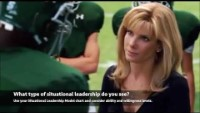 What type of situational leadership do you see?
Use your Situational Leadership Model chart and consider ability and willingness levels.